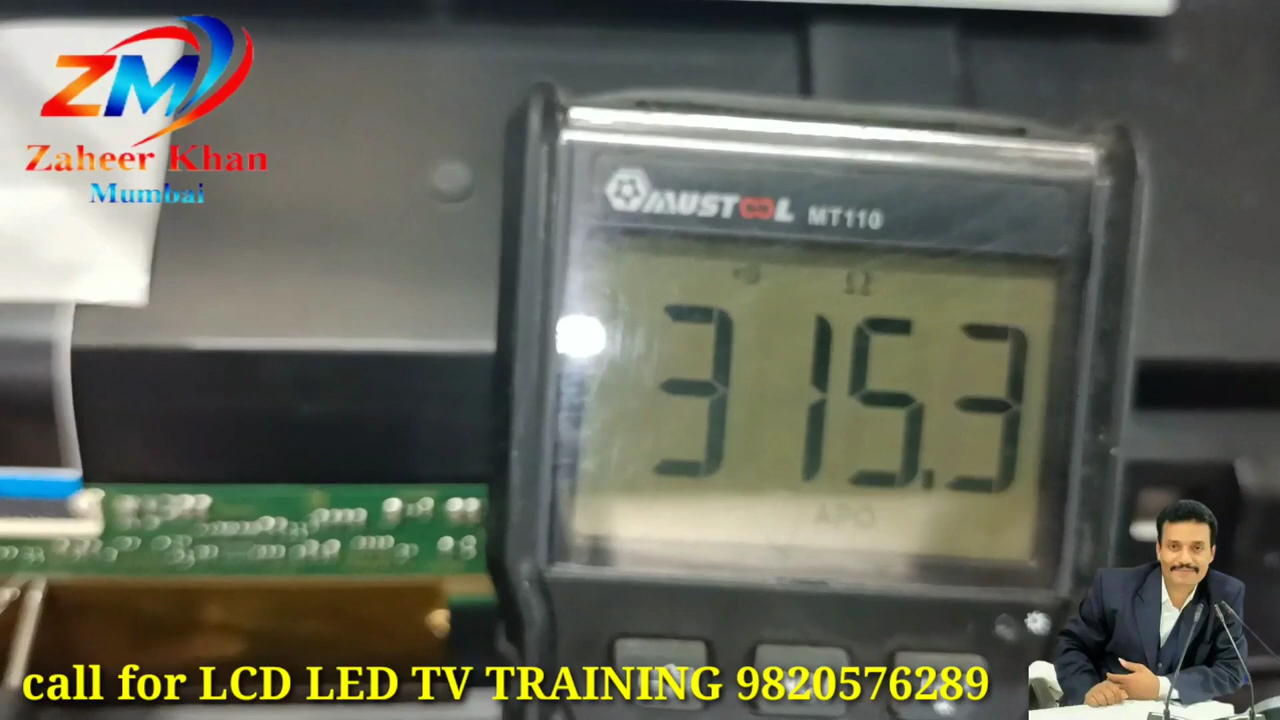 ZM
Zaheer Khan
Mumbai
MUSTOOL MT110
Ω
315.3
APO
call for LCD LED TV TRAINING 9820576289